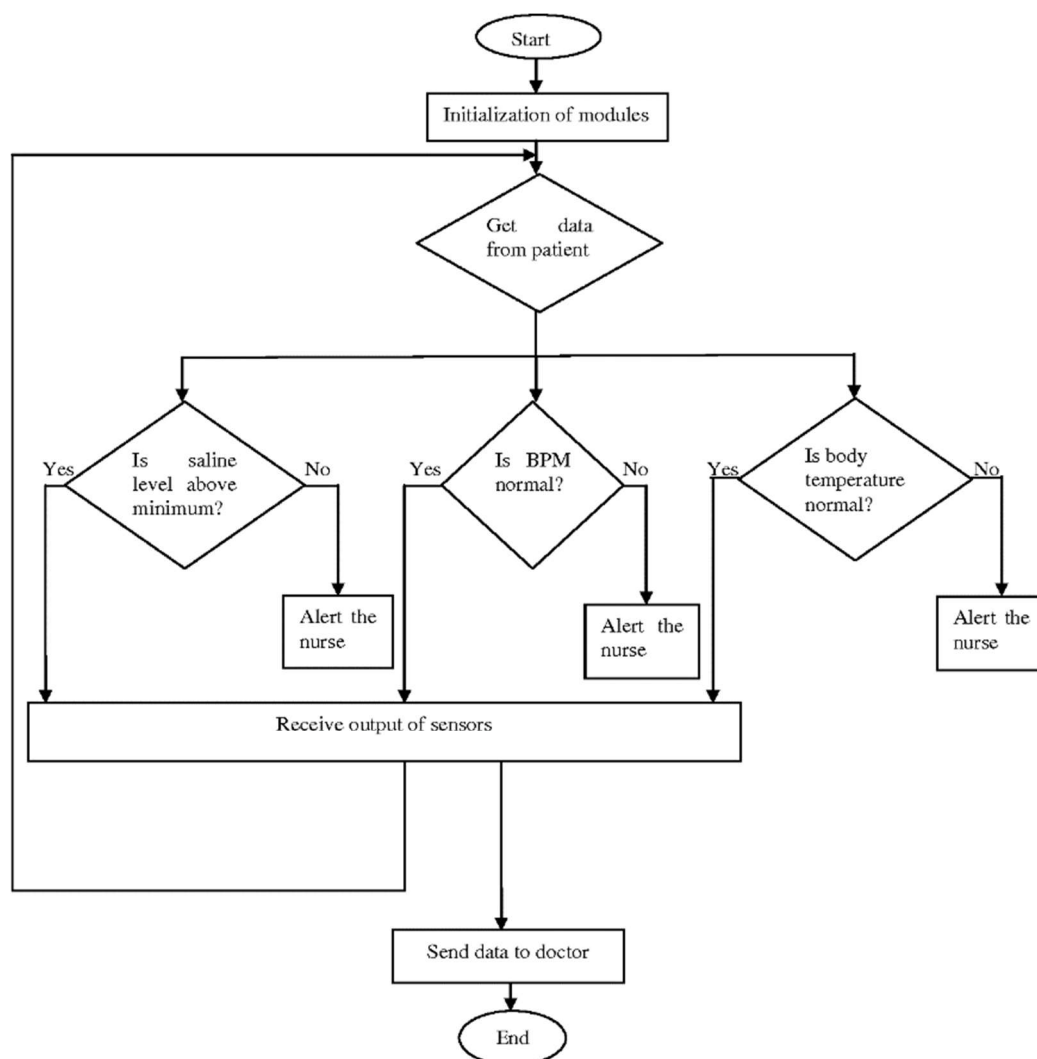 Start
Initialization of modules
Get data
from patient
Yes
Is saline
level above
minimum?
No
Yes
Is BPM
normal?
No
Yes
Is body
temperature
normal?
No
Alert the
nurse
Alert the
nurse
Alert the
nurse
Receive output of sensors
Send data to doctor
End